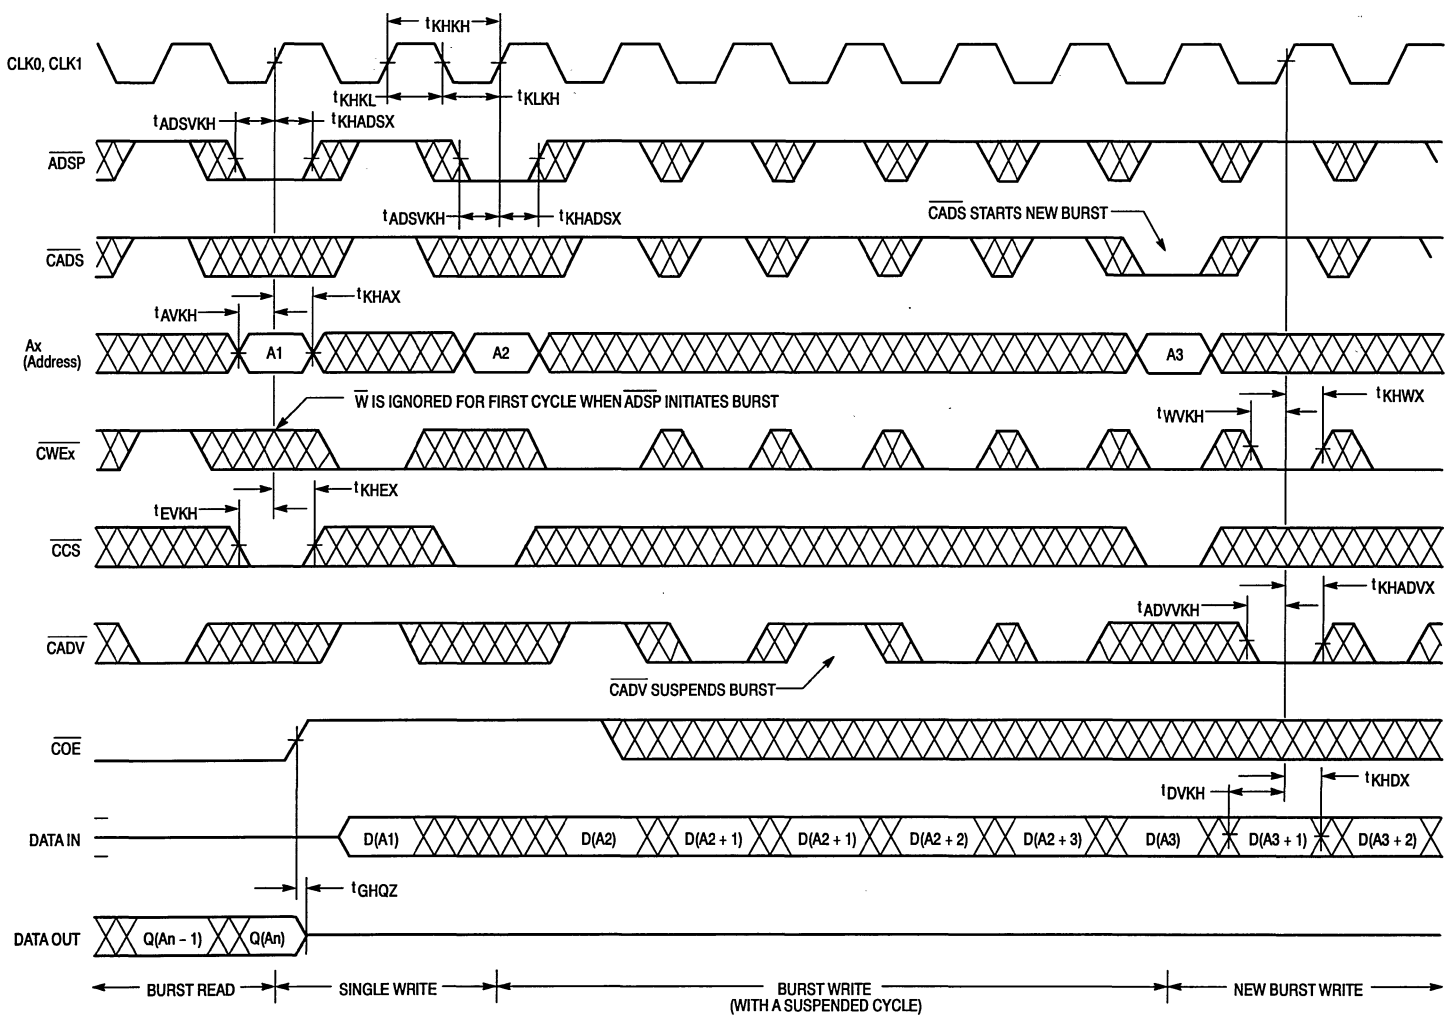 tKHKH
CLK0, CLK1
tKHKL
tKLKH
tADSVKH
tKHADSX
ADSP
tADSVKH
tKHADSX
CADS STARTS NEW BURST
CADS
tKHAX
tAVKH
Ax
(Address)
A1
A2
A3
W IS IGNORED FOR FIRST CYCLE WHEN ADSP INITIATES BURST
tKHWX
tWVKH
CWEx
tKHEX
tEVKH
CCS
tKHADVX
tADVVKH
CADV
CADV SUSPENDS BURST
COE
tKHDX
tDVKH
DATA IN
D(A1)
D(A2)
D(A2 + 1)
D(A2 + 1)
D(A2 + 2)
D(A2 + 3)
D(A3)
D(A3 + 1)
D(A3 + 2)
tGHQZ
DATA OUT
Q(An – 1)
Q(An)
BURST READ
SINGLE WRITE
BURST WRITE
(WITH A SUSPENDED CYCLE)
NEW BURST WRITE